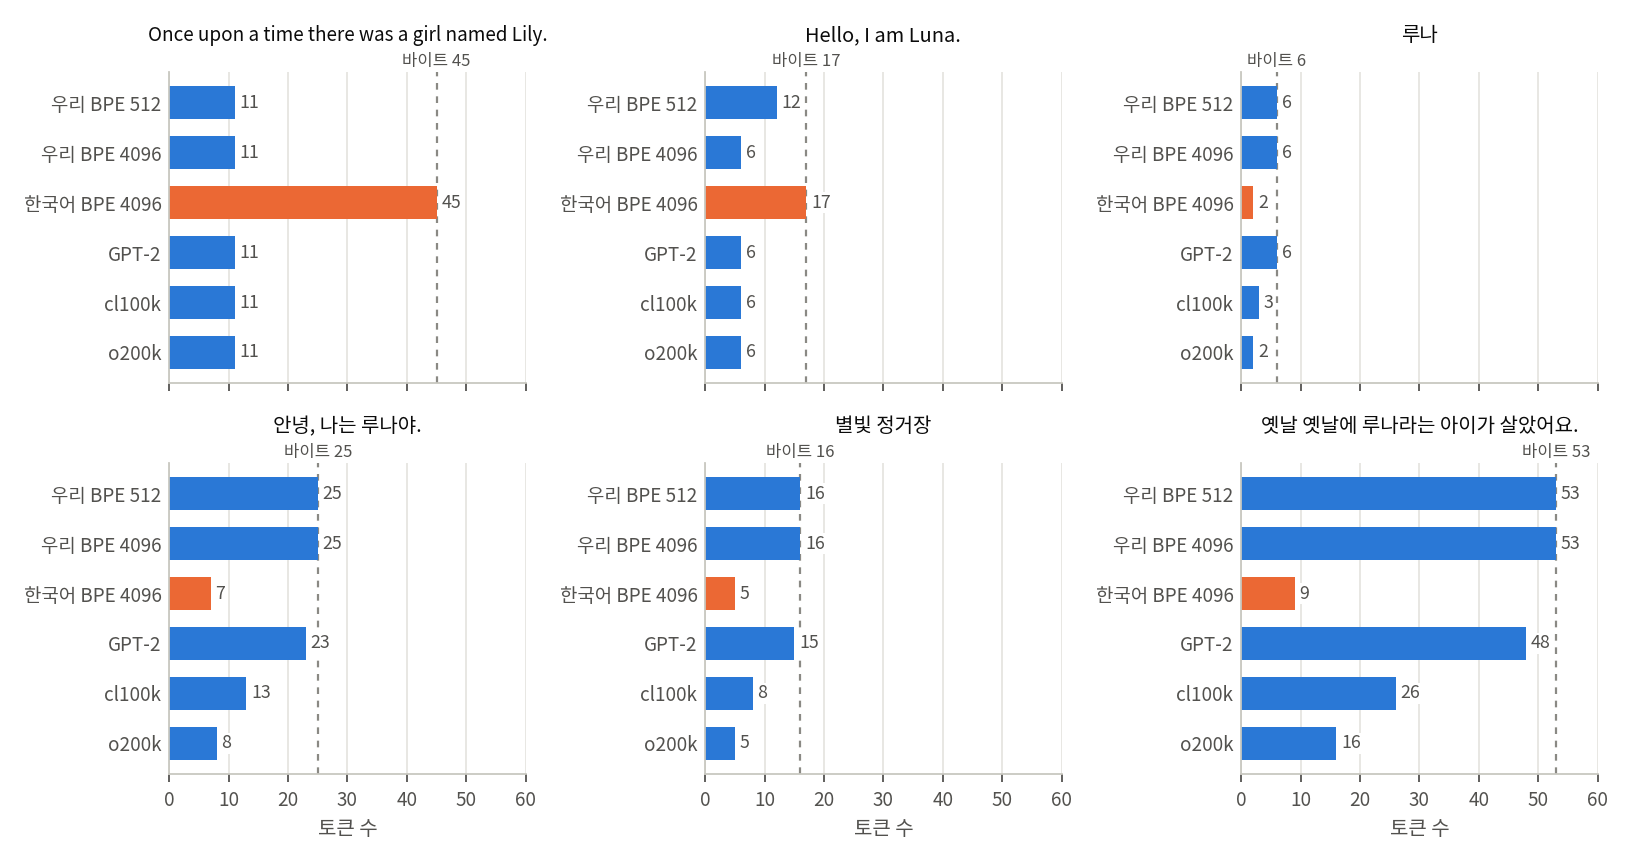 Once upon a time there was a girl named Lily.
바이트 45
우리 BPE 512 11
우리 BPE 4096 11
한국어 BPE 4096 45
GPT-2 11
cl100k 11
o200k 11
Hello, I am Luna.
바이트 17
우리 BPE 512 12
우리 BPE 4096 6
한국어 BPE 4096 17
GPT-2 6
cl100k 6
o200k 6
루나
바이트 6
우리 BPE 512 6
우리 BPE 4096 6
한국어 BPE 4096 2
GPT-2 6
cl100k 3
o200k 2
안녕, 나는 루나야.
바이트 25
우리 BPE 512 25
우리 BPE 4096 25
한국어 BPE 4096 7
GPT-2 23
cl100k 13
o200k 8
0 10 20 30 40 50 60
토큰 수
별빛 정거장
바이트 16
우리 BPE 512 16
우리 BPE 4096 16
한국어 BPE 4096 5
GPT-2 15
cl100k 8
o200k 5
0 10 20 30 40 50 60
토큰 수
옛날 옛날에 루나라는 아이가 살았어요.
바이트 53
우리 BPE 512 53
우리 BPE 4096 53
한국어 BPE 4096 9
GPT-2 48
cl100k 26
o200k 16
0 10 20 30 40 50 60
토큰 수